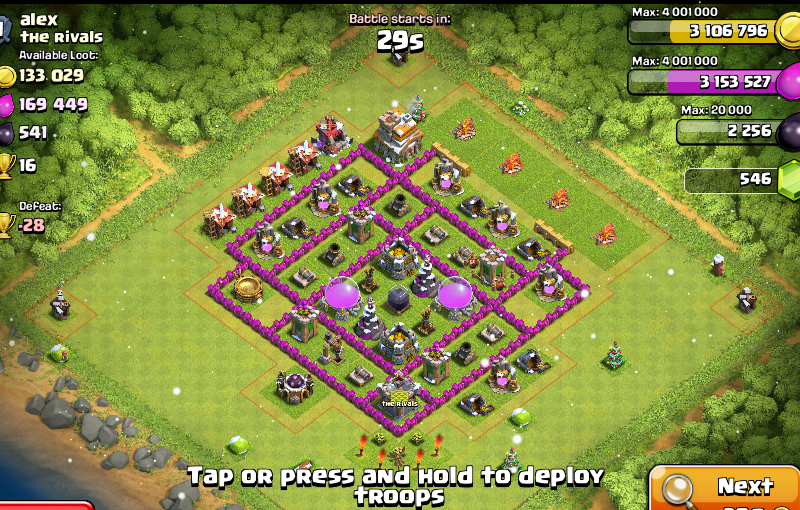 alex
the Rivals
Available Loot:
133 029
169 449
541
16
Defeat:
-28
Battle starts in:
29s
Max: 4 001 000
3 106 796
Max: 4 001 000
3 153 527
Max: 20 000
2 256
546
the Rivals
Tap or press and hold to deploy
troops
Next